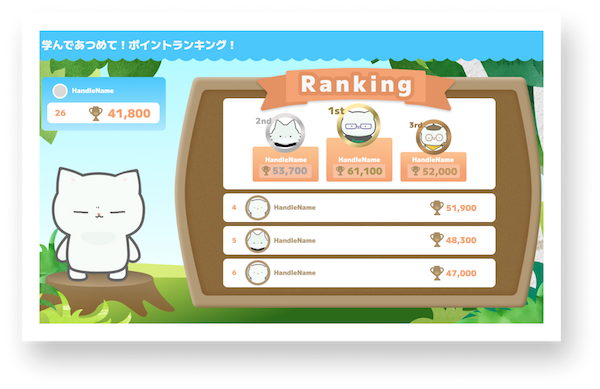 学んであつめて！ポイントランキング！
HandleName
26 41,800
Ranking
1st
2nd
3rd
HandleName
53,700
HandleName
61,100
HandleName
52,000
4 HandleName 51,900
5 HandleName 48,300
6 HandleName 47,000